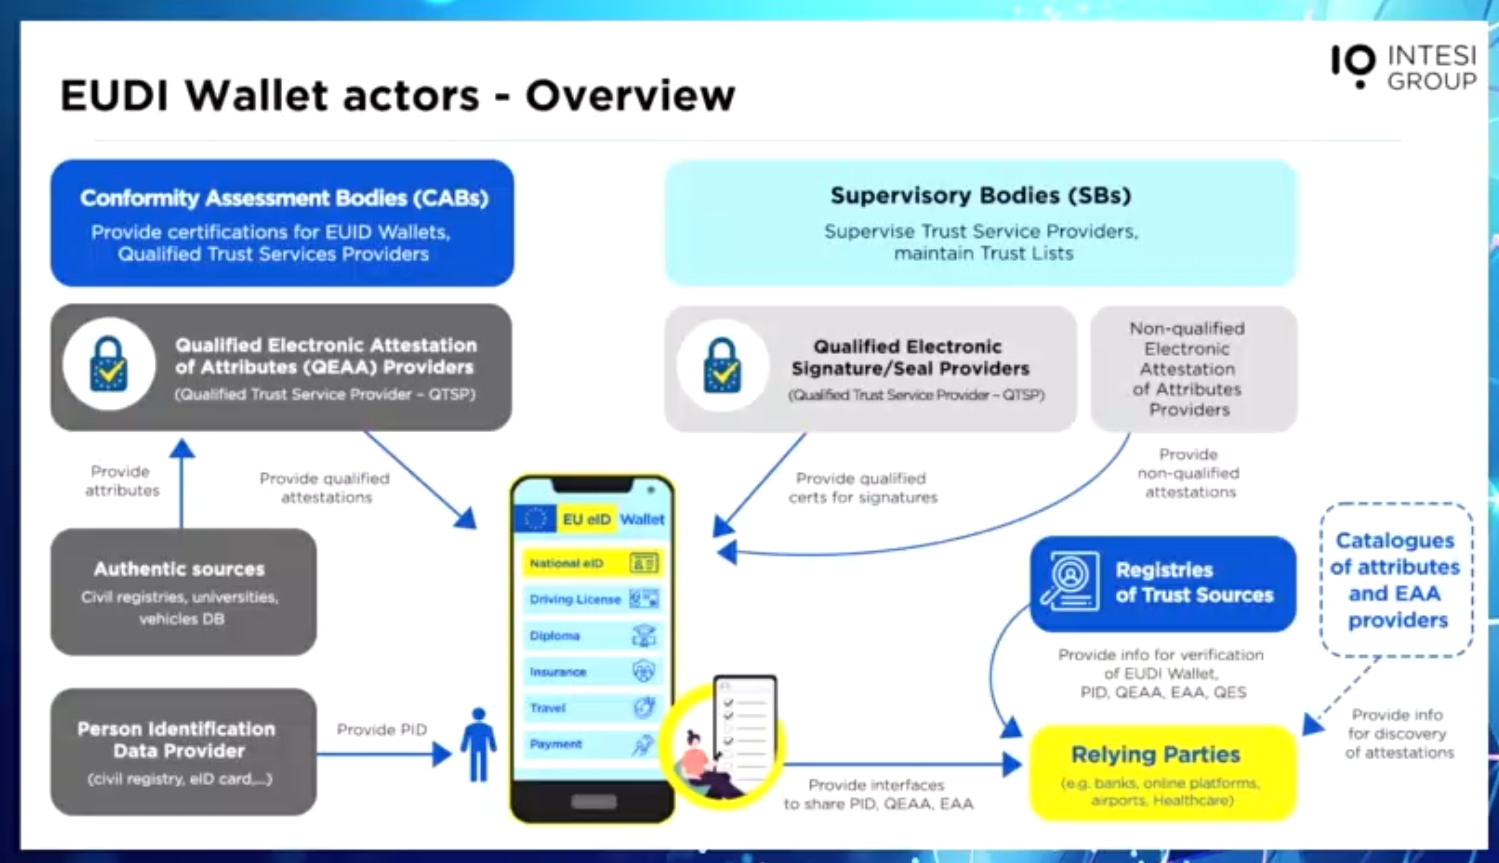 INTESI
GROUP
EUDI Wallet actors - Overview
Conformity Assessment Bodies (CABs)
Provide certifications for EUID Wallets,
Qualified Trust Services Providers
Supervisory Bodies (SBs)
Supervise Trust Service Providers,
maintain Trust Lists
Qualified Electronic Attestation
of Attributes (QEAA) Providers
(Qualified Trust Service Provider – QTSP)
Qualified Electronic
Signature/Seal Providers
(Qualified Trust Service Provider – QTSP)
Non-qualified
Electronic
Attestation
of Attributes
Providers
Provide
attributes
Provide qualified
attestations
Provide qualified
certs for signatures
Provide
non-qualified
attestations
Authentic sources
Civil registries, universities,
vehicles DB
Person Identification
Data Provider
(civil registry, eID card,...)
Provide PID
EU eID Wallet
National eID
Driving License
Diploma
Insurance
Travel
Payment
Provide interfaces
to share PID, QEAA, EAA
Registries
of Trust Sources
Provide info for verification
of EUDI Wallet,
PID, QEAA, EAA, QES
Catalogues
of attributes
and EAA
providers
Provide info
for discovery
of attestations
Relying Parties
(e.g. banks, online platforms,
airports, Healthcare)